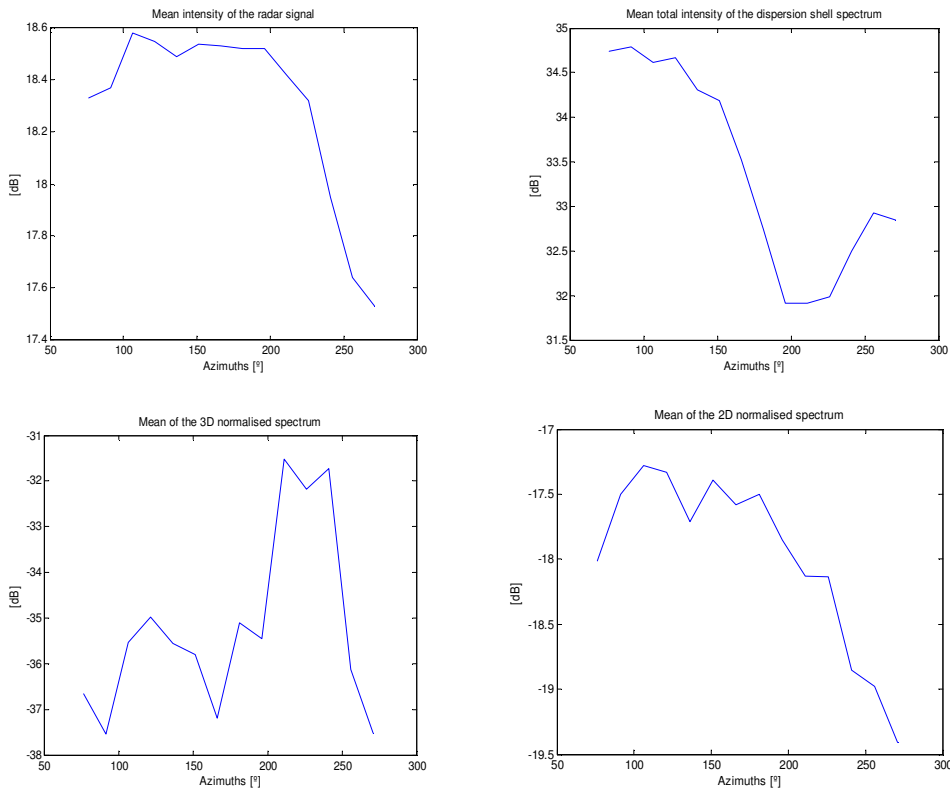 Mean intensity of the radar signal
18.6
18.4
18.2
18
17.8
17.6
17.4
[dB]
50 100 150 200 250 300
Azimuths [º]
Mean total intensity of the dispersion shell spectrum
35
34.5
34
33.5
33
32.5
32
31.5
[dB]
50 100 150 200 250 300
Azimuths [º]
Mean of the 3D normalised spectrum
-31
-32
-33
-34
-35
-36
-37
-38
[dB]
50 100 150 200 250 300
Azimuths [º]
Mean of the 2D normalised spectrum
-17
-17.5
-18
-18.5
-19
-19.5
[dB]
50 100 150 200 250 300
Azimuths [º]